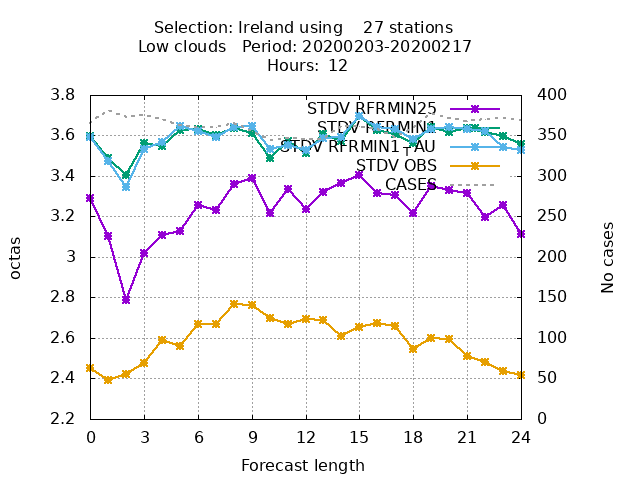 Selection: Ireland using    27 stations
Low clouds   Period: 20200203-20200217
Hours:  12
3.8
3.6
3.4
3.2
3
2.8
2.6
2.4
2.2
400
350
300
250
200
150
100
50
0
STDV RFRMIN25
STDV RFRMIN1
STDV RFRMIN1_AU
STDV OBS
CASES
octas
No cases
0 3 6 9 12 15 18 21 24
Forecast length